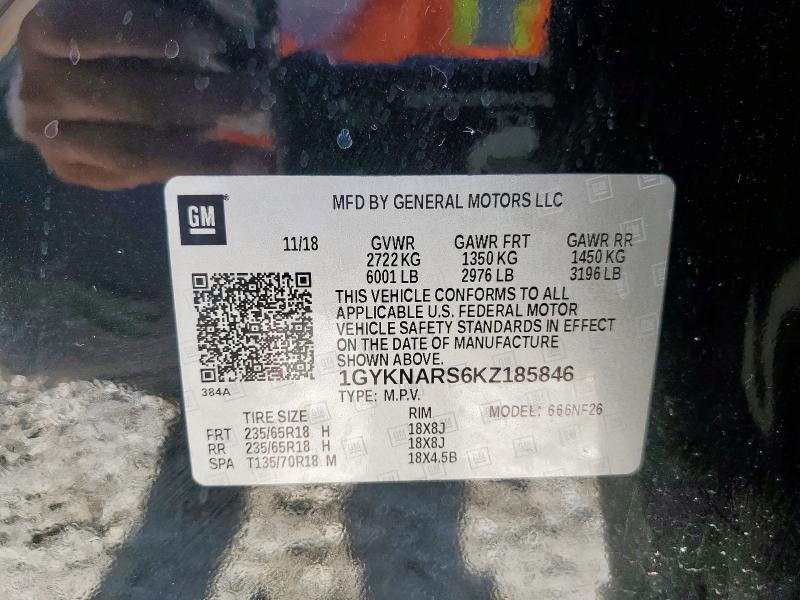 GM
MFD BY GENERAL MOTORS LLC
11/18 GVWR GAWR FRT GAWR RR
2722 KG 1350 KG 1450 KG
6001 LB 2976 LB 3196 LB
THIS VEHICLE CONFORMS TO ALL
APPLICABLE U.S. FEDERAL MOTOR
VEHICLE SAFETY STANDARDS IN EFFECT
ON THE DATE OF MANUFACTURE
SHOWN ABOVE.
384A
1GYKNARS6KZ185846
TYPE: M.P.V.
TIRE SIZE RIM MODEL: 666NF26
FRT 235/65R18 H 18X8J
RR 235/65R18 H 18X8J
SPA T135/70R18 M 18X4.5B